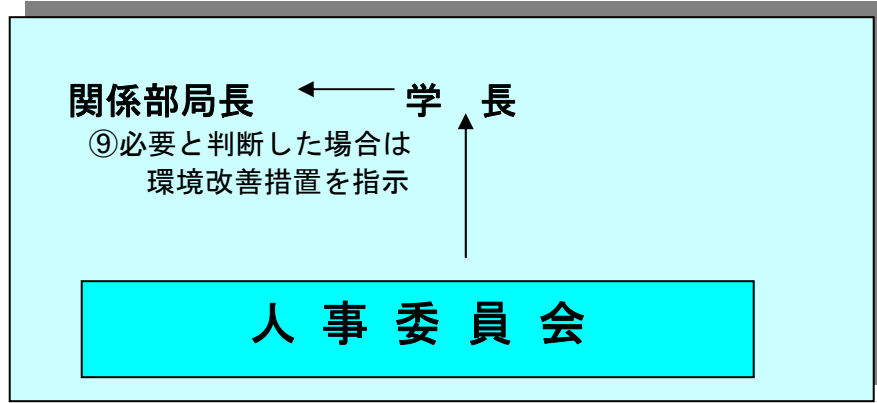 関係部局長 学 長
⑨必要と判断した場合は
環境改善措置を指示
人 事 委 員 会